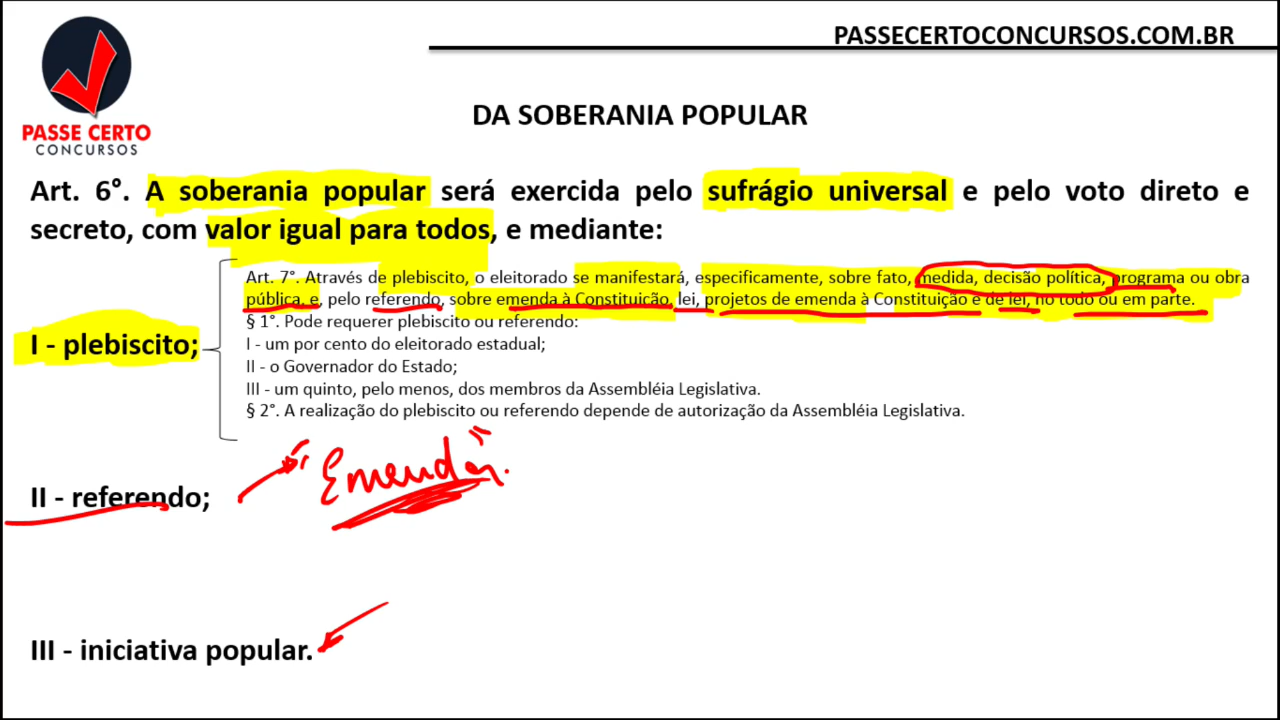 PASSECERTOCONCURSOS.COM.BR
PASSE CERTO
CONCURSOS
DA SOBERANIA POPULAR
Art. 6°. A soberania popular será exercida pelo sufrágio universal e pelo voto direto e
secreto, com valor igual para todos, e mediante:
Art. 7°. Através de plebiscito, o eleitorado se manifestará, especificamente, sobre fato, medida, decisão política, programa ou obra
pública, e, pelo referendo, sobre emenda à Constituição, lei, projetos de emenda à Constituição e de lei, no todo ou em parte.
§ 1°. Pode requerer plebiscito ou referendo:
I - um por cento do eleitorado estadual;
I - plebiscito;
II - o Governador do Estado;
III - um quinto, pelo menos, dos membros da Assembléia Legislativa.
§ 2°. A realização do plebiscito ou referendo depende de autorização da Assembléia Legislativa.
II - referendo;
III - iniciativa popular.